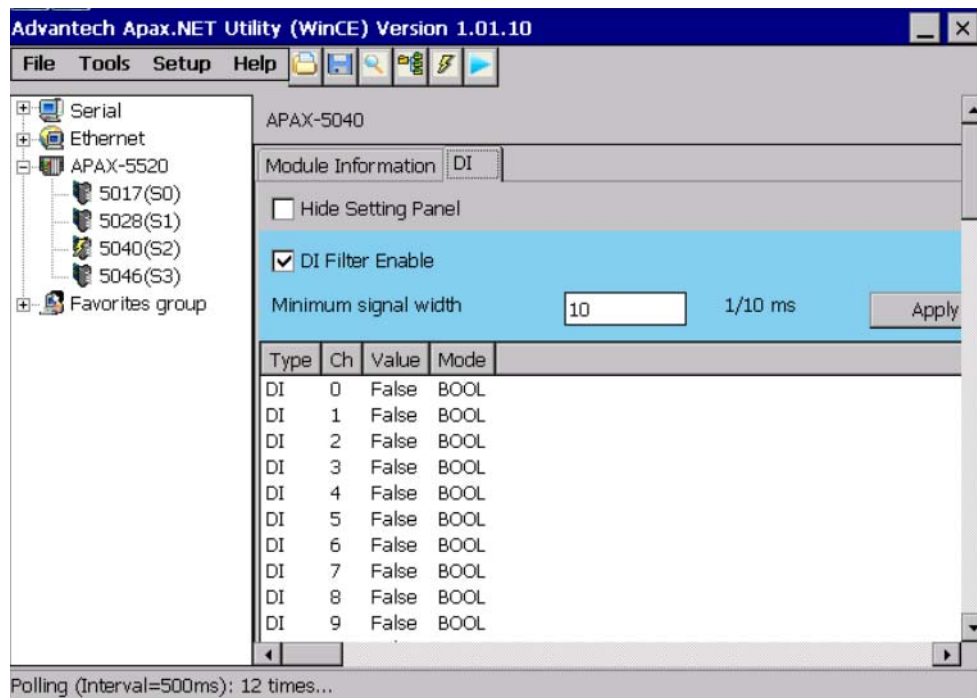 Advantech Apax.NET Utility (WinCE) Version 1.01.10
File Tools Setup Help
Serial
Ethernet
APAX-5520
5017(S0)
5028(S1)
5040(S2)
5046(S3)
Favorites group
APAX-5040
Module Information DI
Hide Setting Panel
DI Filter Enable
Minimum signal width 10 1/10 ms Apply
Type Ch Value Mode
DI 0 False BOOL
DI 1 False BOOL
DI 2 False BOOL
DI 3 False BOOL
DI 4 False BOOL
DI 5 False BOOL
DI 6 False BOOL
DI 7 False BOOL
DI 8 False BOOL
DI 9 False BOOL
Polling (Interval=500ms): 12 times...